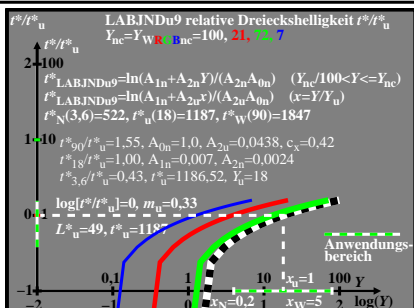 t*/t*u LABJNDu9 relative Dreieckshelligkeit t*/t*u
t*/t*u Ync=YWRGBnc=100, 21, 72, 7
2 100
t*LABJNDu9=ln(A1n+A2nY)/(A2nA0n) (Ync/100<Y<=Ync)
t*LABJNDu9=ln(A1n+A2nx)/(A2nA0n) (x=Y/Yu)
t*N(3,6)=522, t*u(18)=1187, t*W(90)=1847
1 10
t*90/t*u=1,55, A0n=1,0, A2n=0,0438, cx=0,42
t*18/t*u=1,00, A1n=0,007, A2n=0,0024
t*3,6/t*u=0,43, t*u=1186,52, Yu=18
log[t*/t*u]=0, mu=0,33
0 1
L*u=49, t*u=1187
Anwendungs-
bereich
xu=1
-1 0,1 1 10 100 Y
xN=0,2 xW=5 log(Y)
-1 0 1 2